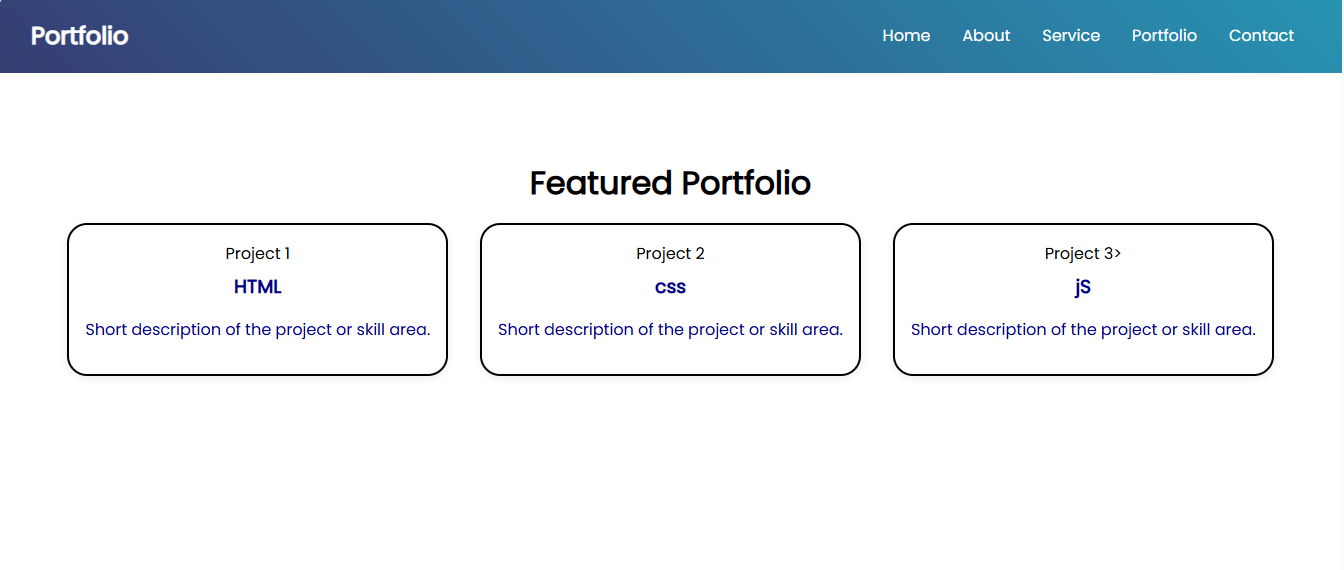 Portfolio Home About Service Portfolio Contact
Featured Portfolio
Project 1
HTML
Short description of the project or skill area.
Project 2
css
Short description of the project or skill area.
Project 3>
jS
Short description of the project or skill area.